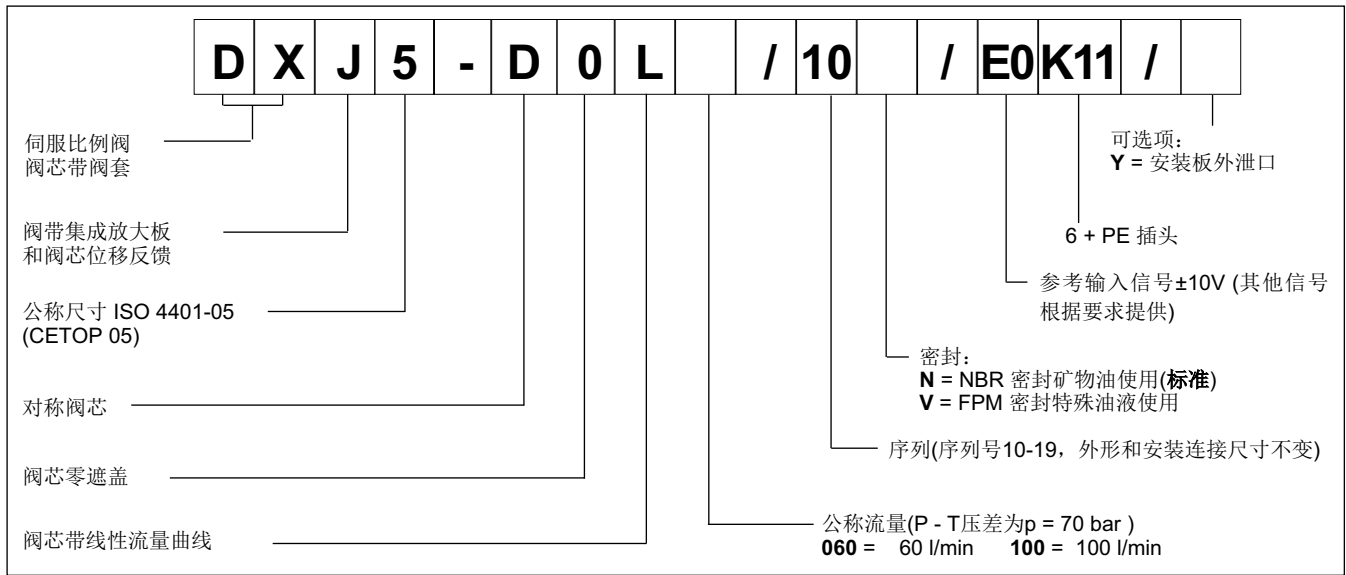 D X J 5 - D 0 L / 10 / E0 K11 /
伺服比例阀
阀芯带阀套
可选项：
Y = 安装板外泄口
阀带集成放大板
和阀芯位移反馈
6 + PE 插头
参考输入信号±10V (其他信号
根据要求提供)
公称尺寸 ISO 4401-05
(CETOP 05)
密封：
N = NBR 密封矿物油使用(标准)
V = FPM 密封特殊油液使用
对称阀芯
序列(序列号10-19，外形和安装连接尺寸不变)
阀芯零遮盖
公称流量(P - T压差为p = 70 bar )
060 = 60 l/min 100 = 100 l/min
阀芯带线性流量曲线